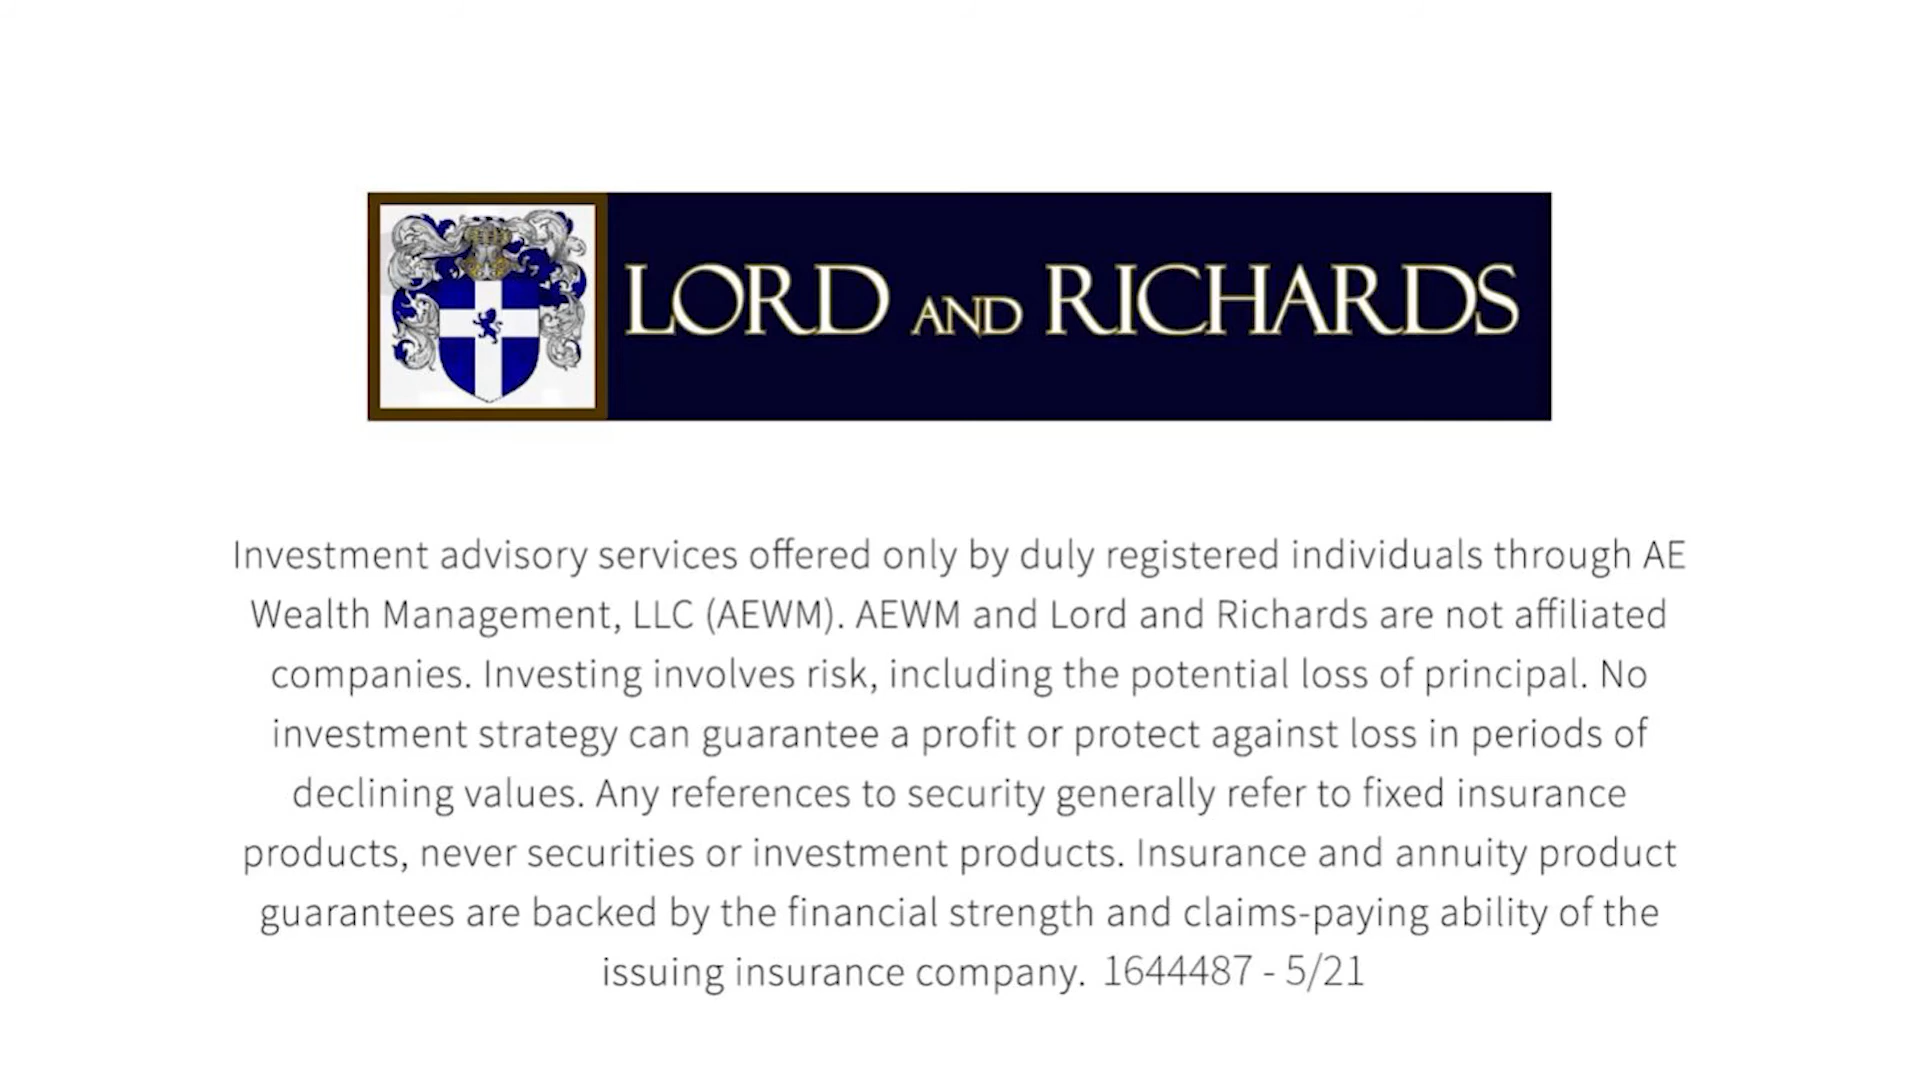 LORD AND RICHARDS
Investment advisory services offered only by duly registered individuals through AE
Wealth Management, LLC (AEWM). AEWM and Lord and Richards are not affiliated
companies. Investing involves risk, including the potential loss of principal. No
investment strategy can guarantee a profit or protect against loss in periods of
declining values. Any references to security generally refer to fixed insurance
products, never securities or investment products. Insurance and annuity product
guarantees are backed by the financial strength and claims-paying ability of the
issuing insurance company. 1644487 - 5/21